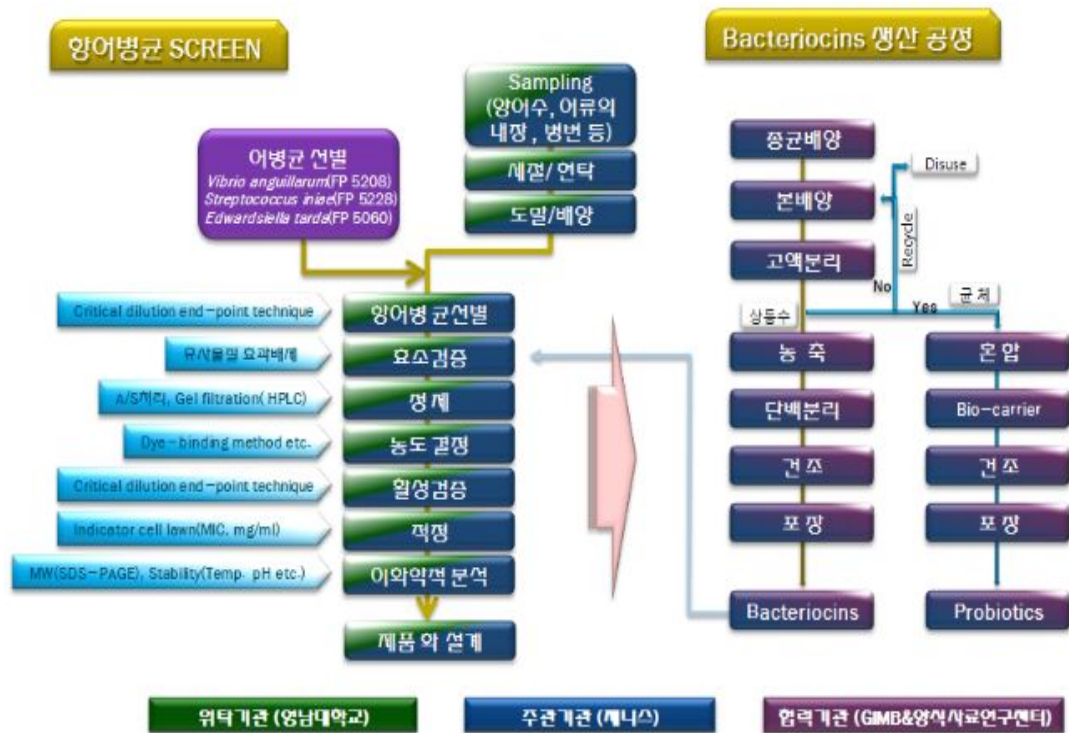 항어병균 SCREEN
Bacteriocins 생산 공정
Sampling
(양어수, 어류의
내장 , 병변 등)
세절/ 현탁
도말/배양
어병균 선별
Vibrio anguillarum(FP 5208)
Streptococcus iniae(FP 5228)
Edwardsiella tarda(FP 5060)
Critical dilution end-point technique
항어병 균선별
유사물질 효과배제
효소검증
A/S처리, Gel filtration( HPLC)
정 제
Dye-binding method etc.
농도 결정
Critical dilution end-point technique
활성검증
Indicator cell lawn(MIC. mg/ml)
적정
MW(SDS-PAGE), Stability(Temp. pH etc.)
이화학적 분석
제품 화 설계
종균배양
Disuse
본배양
Recycle
고액분리
No
Yes
균 체
상등수
농 축
혼 합
단백분리
Bio-carrier
건 조
건 조
포 장
포 장
Bacteriocins
Probiotics
위탁기관 (영남대학교)
주관기관 (제니스)
협력기관 (GIMB&양식사료연구센터)